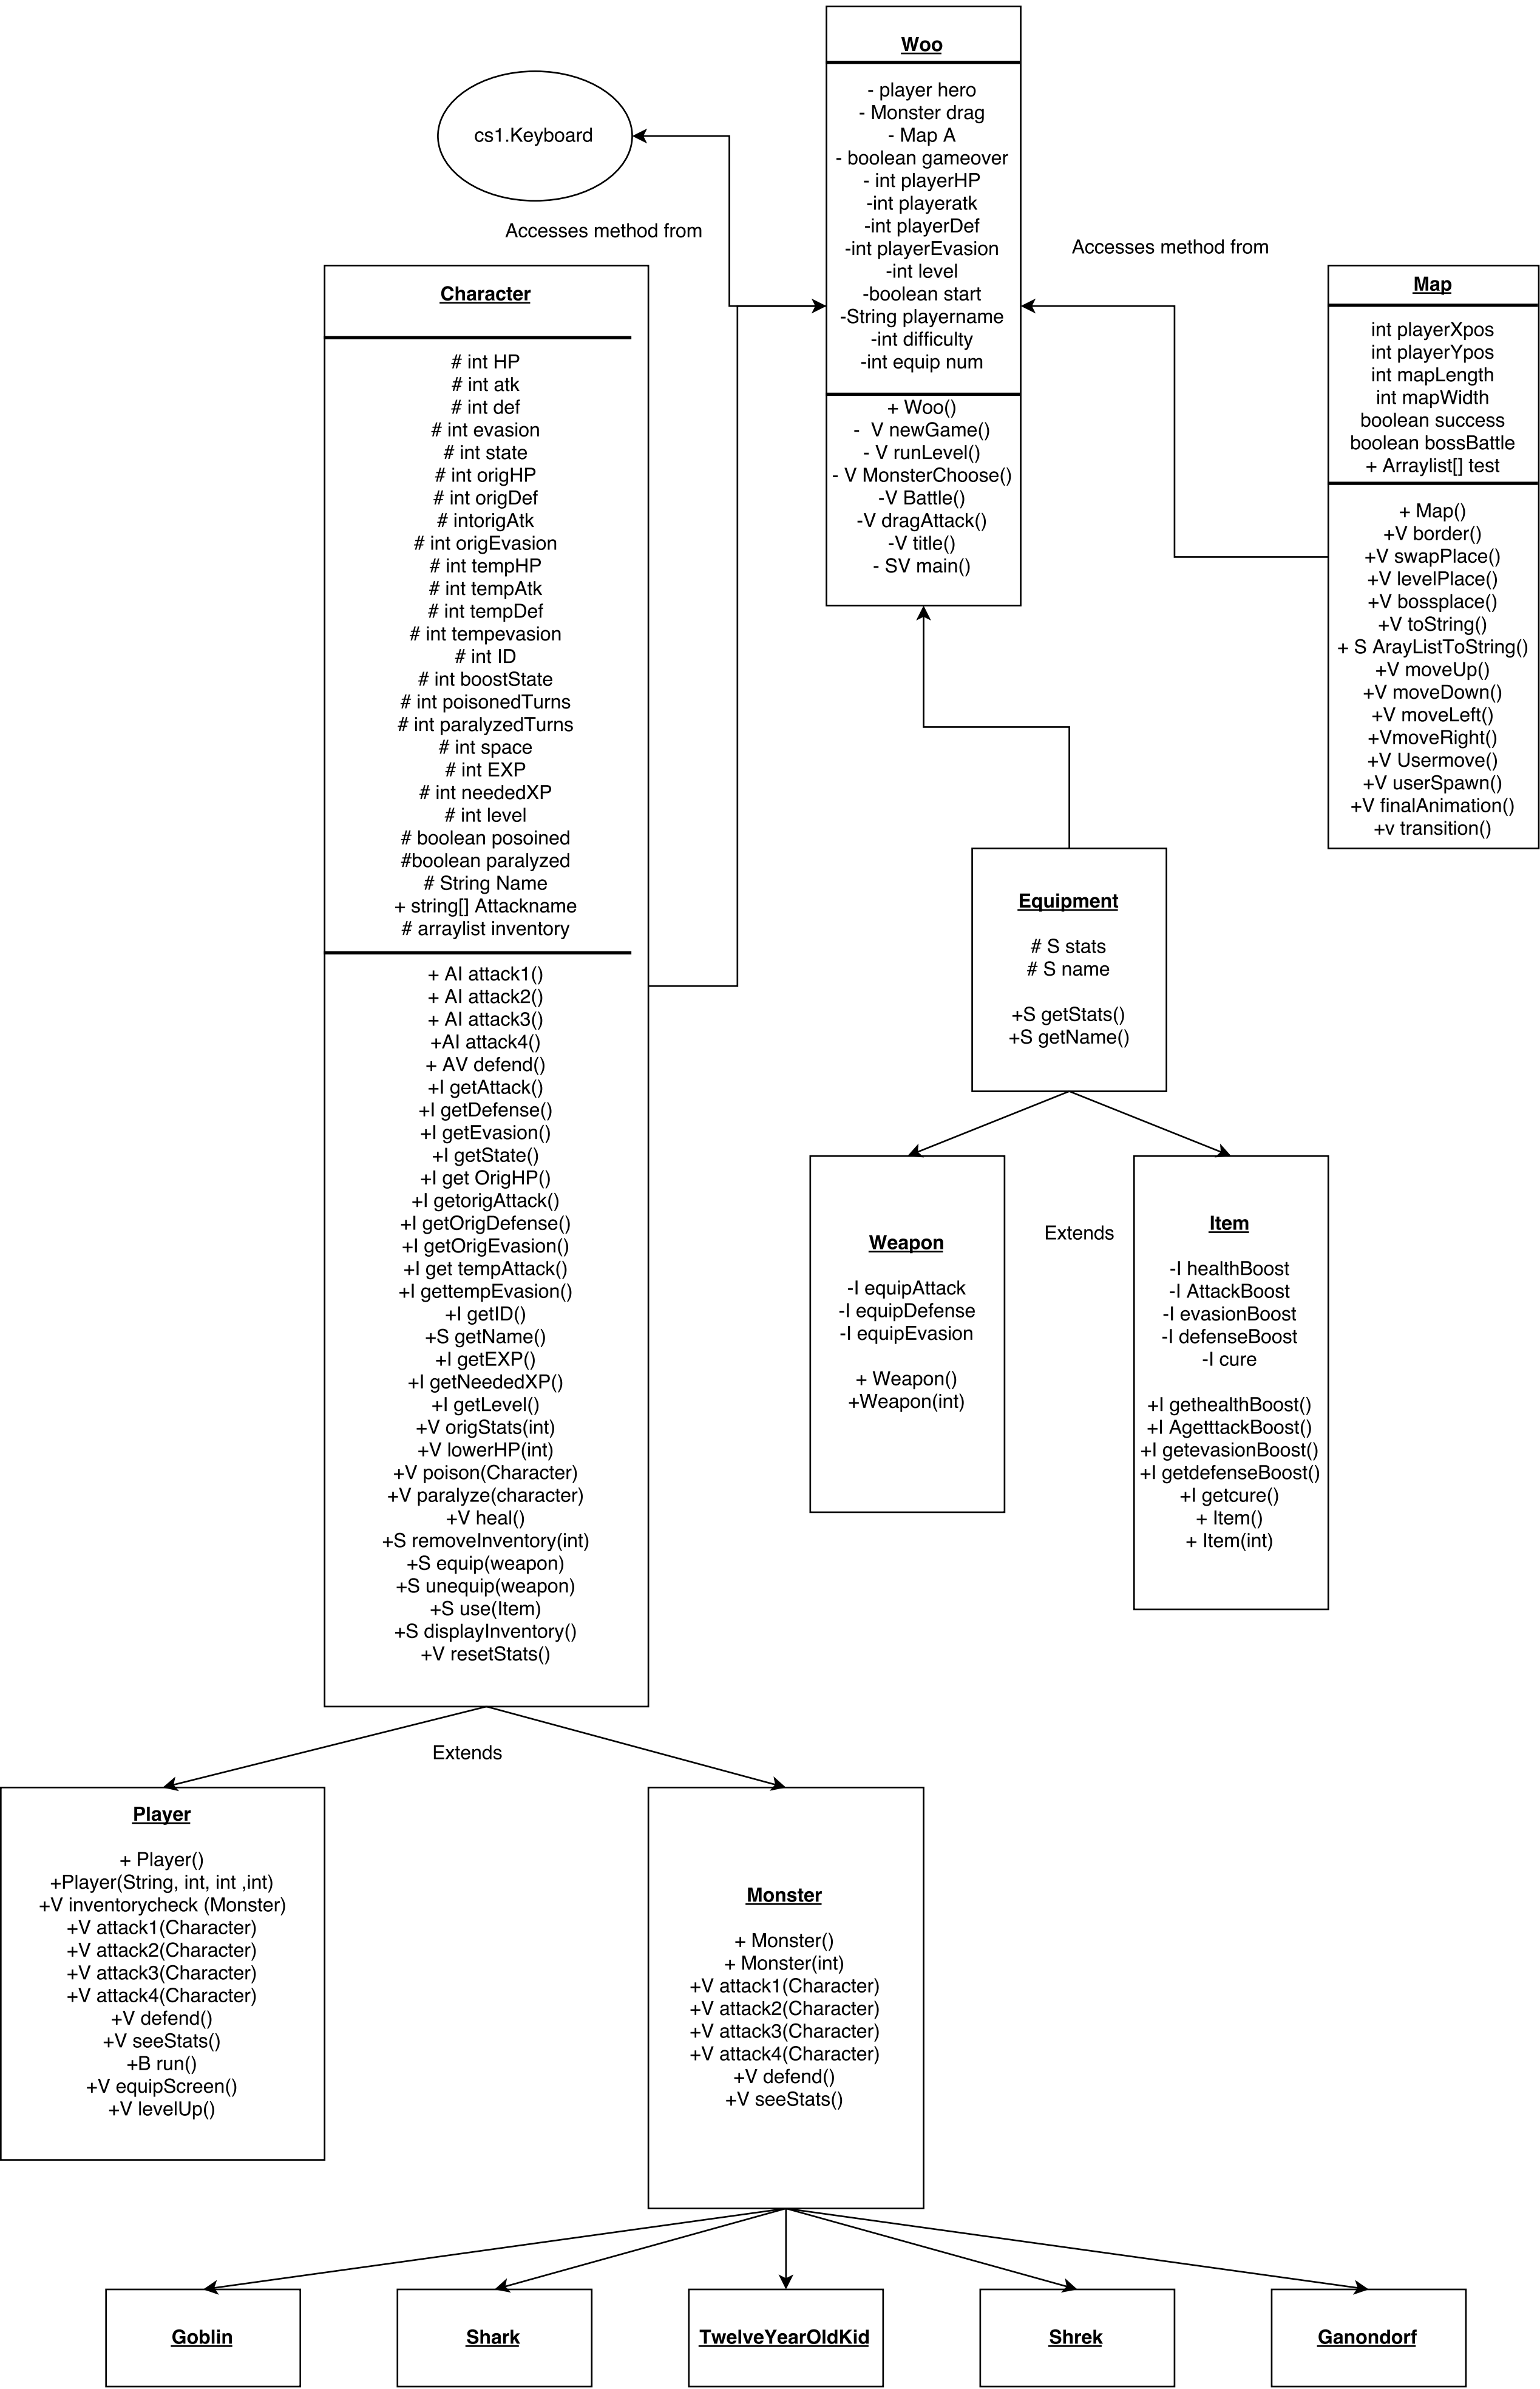 Woo
- player hero
- Monster drag
- Map A
- boolean gameover
- int playerHP
-int playeratk
-int playerDef
-int playerEvasion
-int level
-boolean start
-String playername
-int difficulty
-int equip num
+ Woo()
-  V newGame()
- V runLevel()
- V MonsterChoose()
-V Battle()
-V dragAttack()
-V title()
- SV main()
cs1.Keyboard
Accesses method from
Accesses method from
Character
# int HP
# int atk
# int def
# int evasion
# int state
# int origHP
# int origDef
# intorigAtk
# int origEvasion
# int tempHP
# int tempAtk
# int tempDef
# int tempevasion
# int ID
# int boostState
# int poisonedTurns
# int paralyzedTurns
# int space
# int EXP
# int neededXP
# int level
# boolean posoined
#boolean paralyzed
# String Name
+ string[] Attackname
# arraylist inventory
+ AI attack1()
+ AI attack2()
+ AI attack3()
+AI attack4()
+ AV defend()
+I getAttack()
+I getDefense()
+I getEvasion()
+I getState()
+I get OrigHP()
+I getorigAttack()
+I getOrigDefense()
+I getOrigEvasion()
+I get tempAttack()
+I gettempEvasion()
+I getID()
+S getName()
+I getEXP()
+I getNeededXP()
+I getLevel()
+V origStats(int)
+V lowerHP(int)
+V poison(Character)
+V paralyze(character)
+V heal()
+S removeInventory(int)
+S equip(weapon)
+S unequip(weapon)
+S use(Item)
+S displayInventory()
+V resetStats()
Map
int playerXpos
int playerYpos
int mapLength
int mapWidth
boolean success
boolean bossBattle
+ Arraylist[] test
+ Map()
+V border()
+V swapPlace()
+V levelPlace()
+V bossplace()
+V toString()
+ S ArayListToString()
+V moveUp()
+V moveDown()
+V moveLeft()
+VmoveRight()
+V Usermove()
+V userSpawn()
+V finalAnimation()
+v transition()
Equipment
# S stats
# S name
+S getStats()
+S getName()
Weapon
-I equipAttack
-I equipDefense
-I equipEvasion
+ Weapon()
+Weapon(int)
Extends
Item
-I healthBoost
-I AttackBoost
-I evasionBoost
-I defenseBoost
-I cure
+I gethealthBoost()
+I AgetttackBoost()
+I getevasionBoost()
+I getdefenseBoost()
+I getcure()
+ Item()
+ Item(int)
Extends
Player
+ Player()
+Player(String, int, int ,int)
+V inventorycheck (Monster)
+V attack1(Character)
+V attack2(Character)
+V attack3(Character)
+V attack4(Character)
+V defend()
+V seeStats()
+B run()
+V equipScreen()
+V levelUp()
Monster
+ Monster()
+ Monster(int)
+V attack1(Character)
+V attack2(Character)
+V attack3(Character)
+V attack4(Character)
+V defend()
+V seeStats()
Goblin
Shark
TwelveYearOldKid
Shrek
Ganondorf